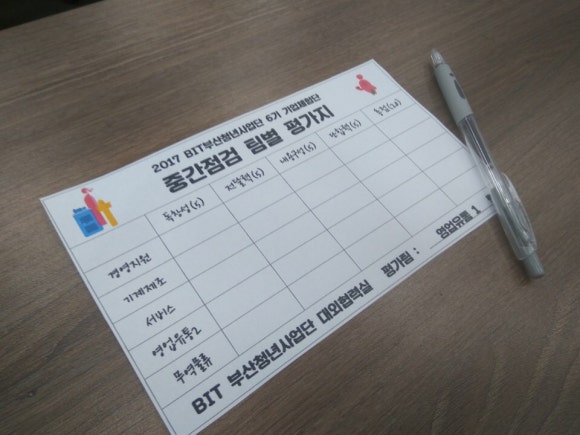 2017 BIT부산청년사업단 6기 기업체험단
중간점검 팀별 평가지
독창성(5) 전달력(5) 내용구성(5) 반합력(5) 총점(20)
경영지원
기계제조
서비스
영업유통2
무역물류
BIT 부산청년사업단 대외협력실 평가팀 : 영업유통 1